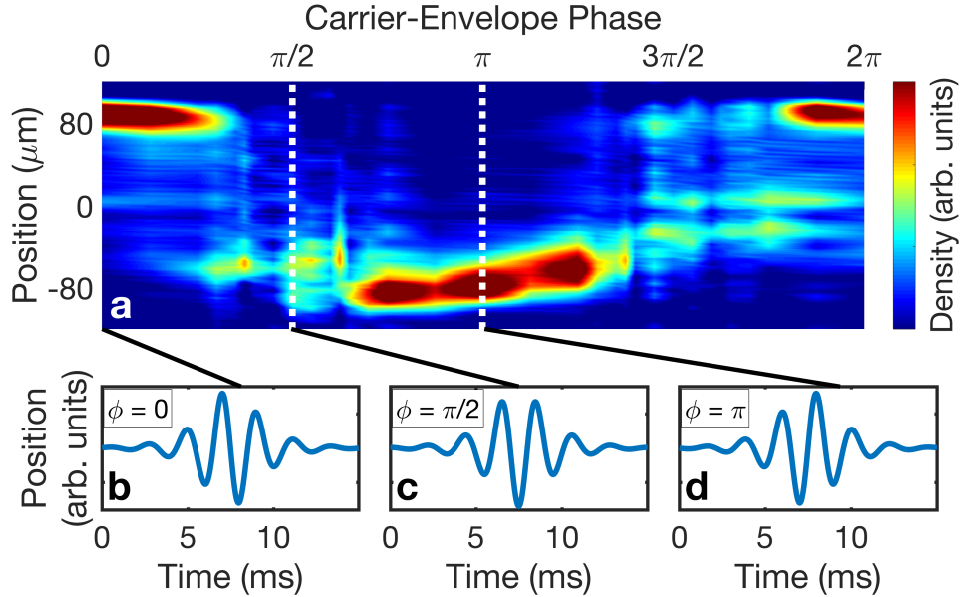 Carrier-Envelope Phase
0 π/2 π 3π/2 2π
Position (μm)
80
0
-80
a
Density (arb. units)
Position
(arb. units)
ϕ = 0
b
ϕ = π/2
c
ϕ = π
d
0 5 10 0 5 10 0 5 10
Time (ms) Time (ms) Time (ms)